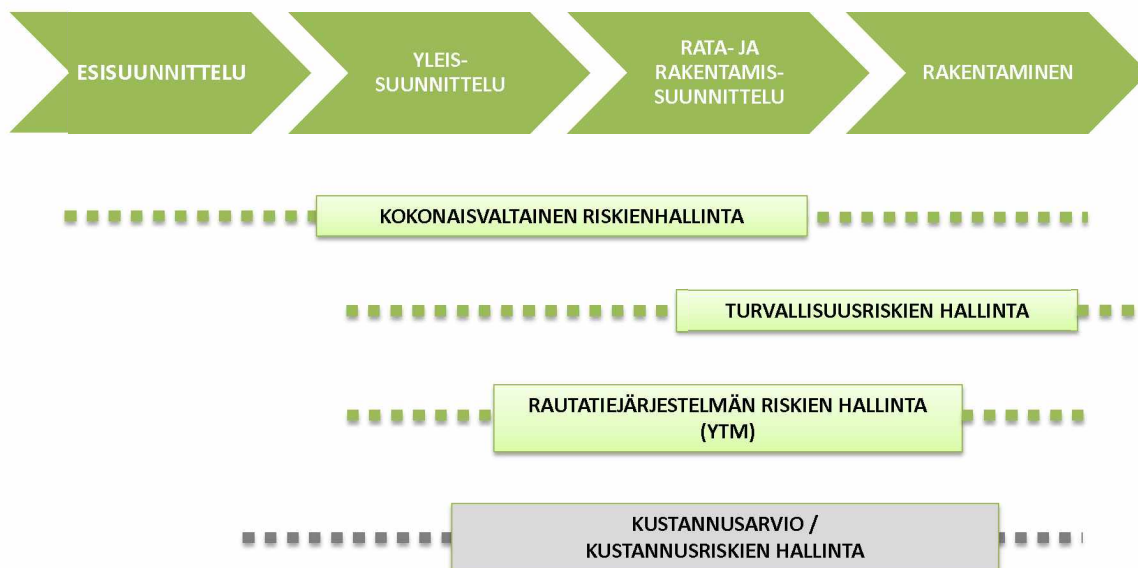 ESISUUNNITTELU
YLEIS-
SUUNNITTELU
RATA- JA
RAKENTAMIS-
SUUNNITTELU
RAKENTAMINEN
KOKONAISVALTAINEN RISKIENHALLINTA
TURVALLISUUSRISKIEN HALLINTA
RAUTATIEJÄRJESTELMÄN RISKIEN HALLINTA
(YTM)
KUSTANNUSARVIO /
KUSTANNUSRISKIEN HALLINTA